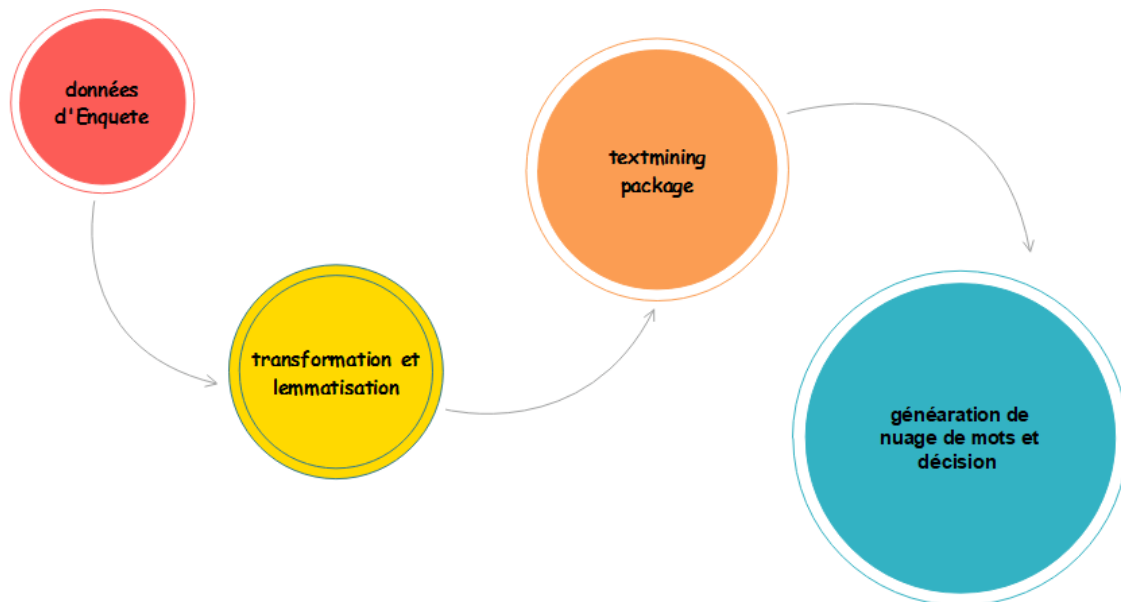 données
d'Enquete
transformation et
lemmatisation
textmining
package
généaration de
nuage de mots et
décision